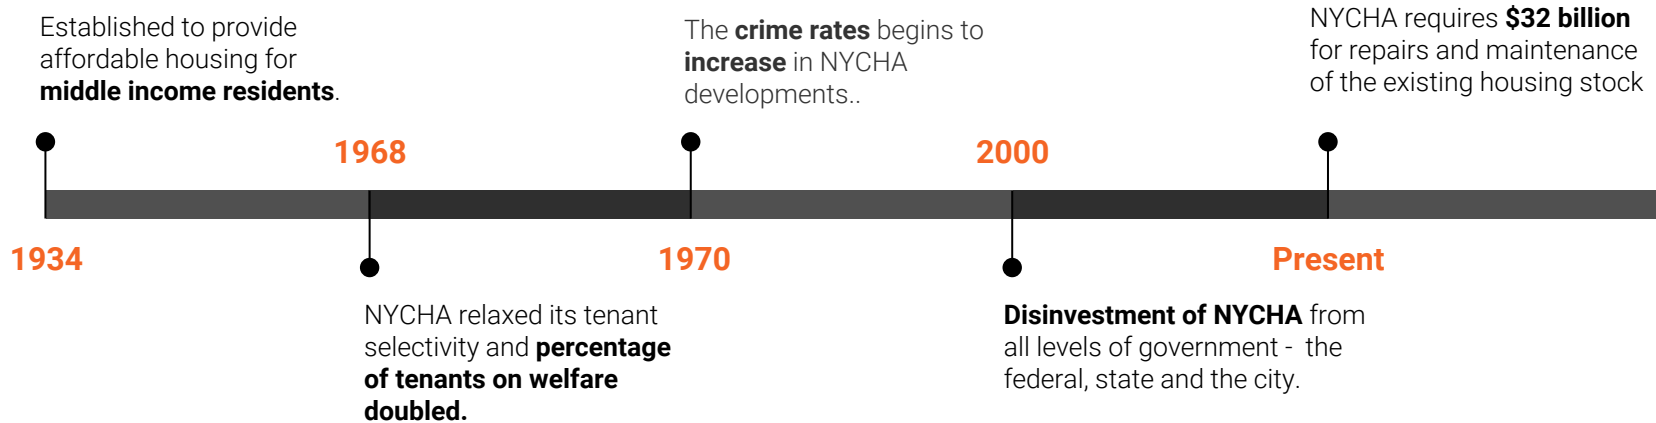 Established to provide
affordable housing for
middle income residents.
1934
1968
NYCHA relaxed its tenant
selectivity and percentage
of tenants on welfare
doubled.
The crime rates begins to
increase in NYCHA
developments..
1970
2000
Disinvestment of NYCHA from
all levels of government -  the
federal, state and the city.
NYCHA requires $32 billion
for repairs and maintenance
of the existing housing stock
Present